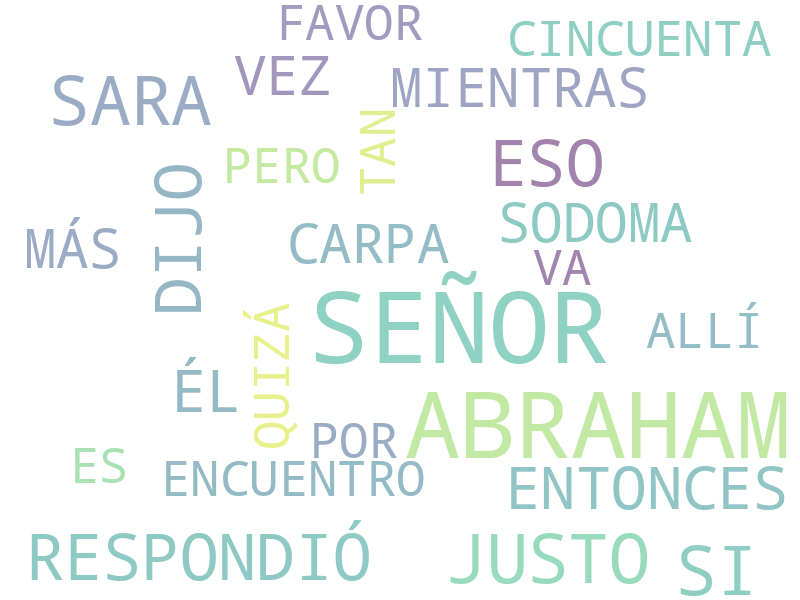 FAVOR
CINCUENTA
VEZ
MIENTRAS
SARA
TAN
PERO
ESO
DIJO
SODOMA
MÁS
CARPA
VA
SEÑOR
ALLÍ
QUIZÁ
ÉL
ABRAHAM
POR
ES
ENCUENTRO
ENTONCES
RESPONDIÓ
JUSTO
SI